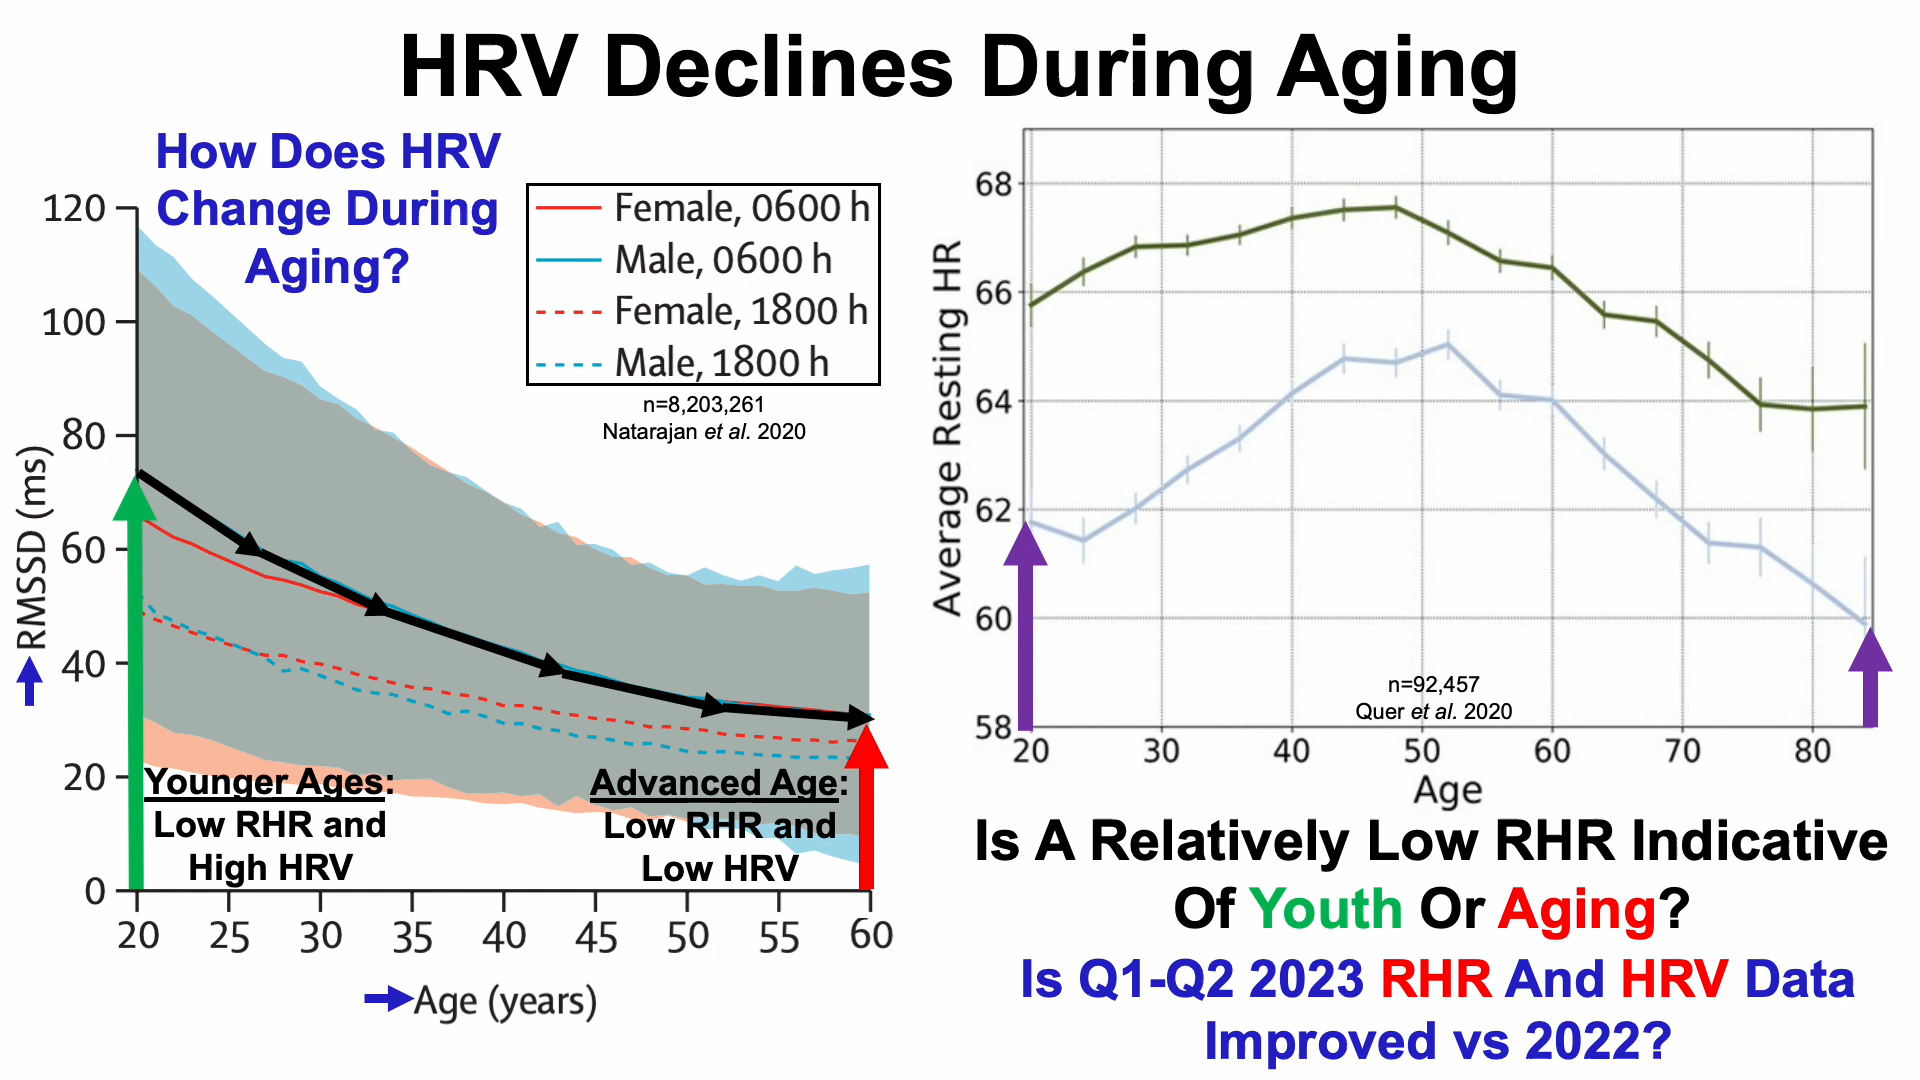 HRV Declines During Aging
How Does HRV
Change During
Aging?
Female, 0600 h
Male, 0600 h
Female, 1800 h
Male, 1800 h
n=8,203,261
Natarajan et al. 2020
RMSSD (ms)
120
100
80
60
40
20
0
Younger Ages:
Low RHR and
High HRV
Advanced Age:
Low RHR and
Low HRV
20 25 30 35 40 45 50 55 60
Age (years)
Average Resting HR
68
66
64
62
60
58
n=92,457
Quer et al. 2020
20 30 40 50 60 70 80
Age
Is A Relatively Low RHR Indicative
Of Youth Or Aging?
Is Q1-Q2 2023 RHR And HRV Data
Improved vs 2022?